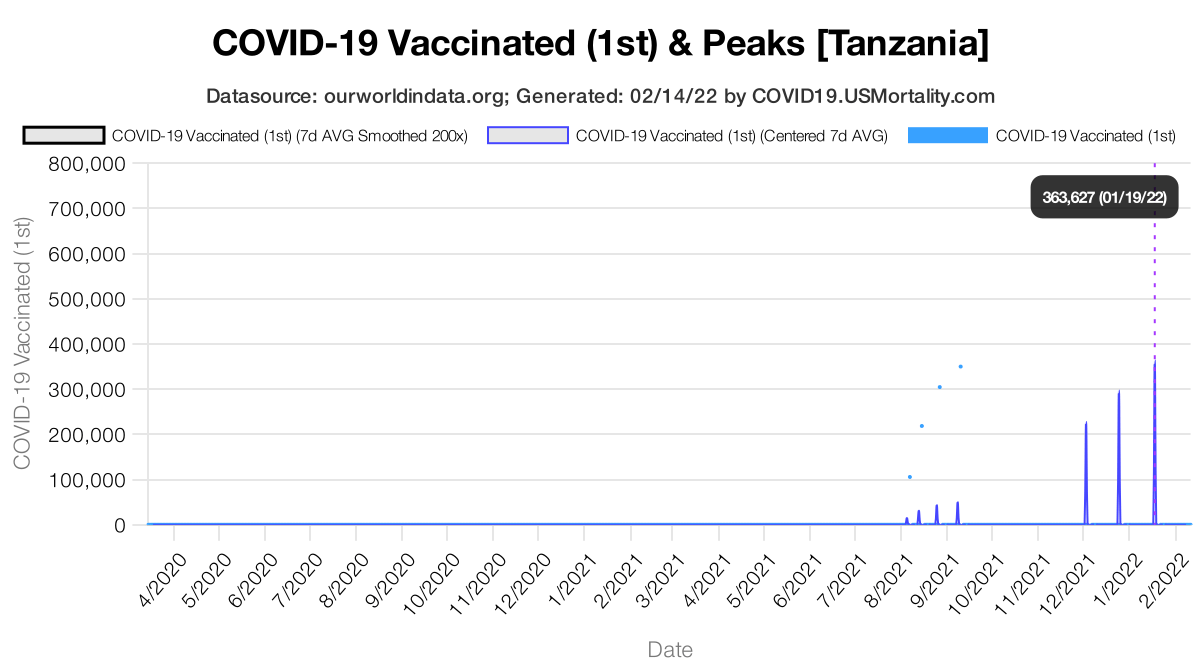 COVID-19 Vaccinated (1st) & Peaks [Tanzania]
Datasource: ourworldindata.org; Generated: 02/14/22 by COVID19.USMortality.com
COVID-19 Vaccinated (1st) (7d AVG Smoothed 200x) COVID-19 Vaccinated (1st) (Centered 7d AVG) COVID-19 Vaccinated (1st)
800,000
363,627 (01/19/22)
700,000
600,000
500,000
400,000
300,000
200,000
100,000
0
COVID-19 Vaccinated (1st)
4/2020 5/2020 6/2020 7/2020 8/2020 9/2020 10/2020 11/2020 12/2020 1/2021 2/2021 3/2021 4/2021 5/2021 6/2021 7/2021 8/2021 9/2021 10/2021 11/2021 12/2021 1/2022 2/2022
Date